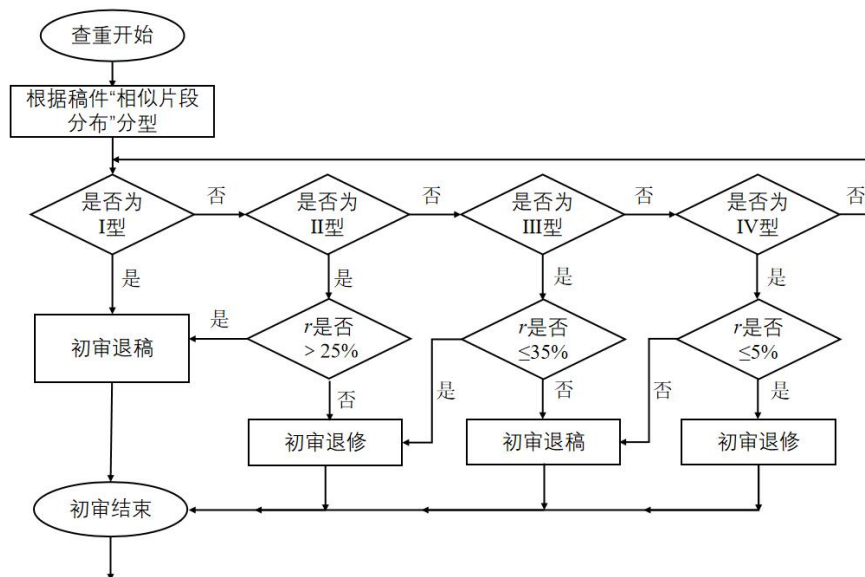 查重开始
根据稿件“相似片段
分布”分型
是否为
I型
否
是否为
II型
否
是否为
III型
否
是否为
IV型
否
是
是
是
是
初审退稿
是
r是否
> 25%
r是否
≤35%
r是否
≤5%
否
是
否
否
是
初审退修
初审退稿
初审退修
初审结束